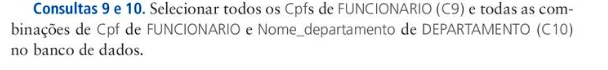 Consultas 9 e 10. Selecionar todos os Cpfs de FUNCIONARIO (C9) e todas as com-
binações de Cpf de FUNCIONARIO e Nome_departamento de DEPARTAMENTO (C10)
no banco de dados.